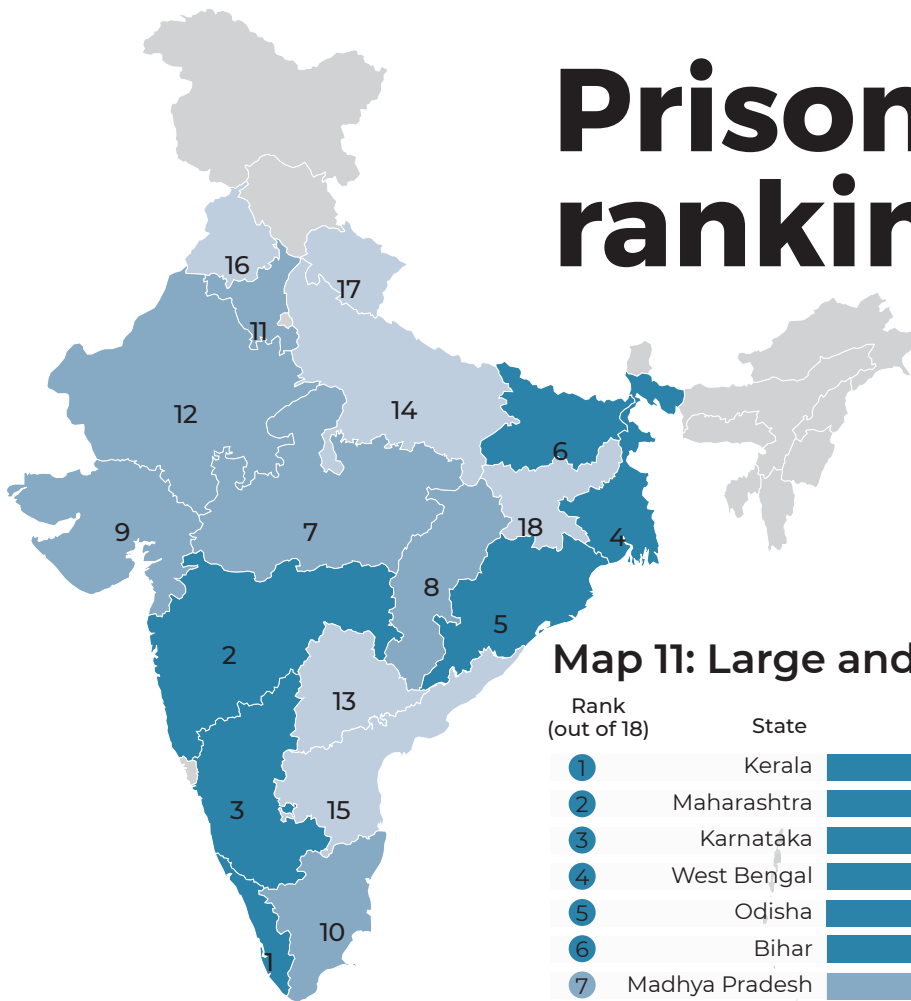 Prison
rankin
16
17
11
12
14
6
9
7
18
4
8
5
2
13
3
15
10
1
Map 11: Large and
Rank
(out of 18)
State
1 Kerala
2 Maharashtra
3 Karnataka
4 West Bengal
5 Odisha
6 Bihar
7 Madhya Pradesh